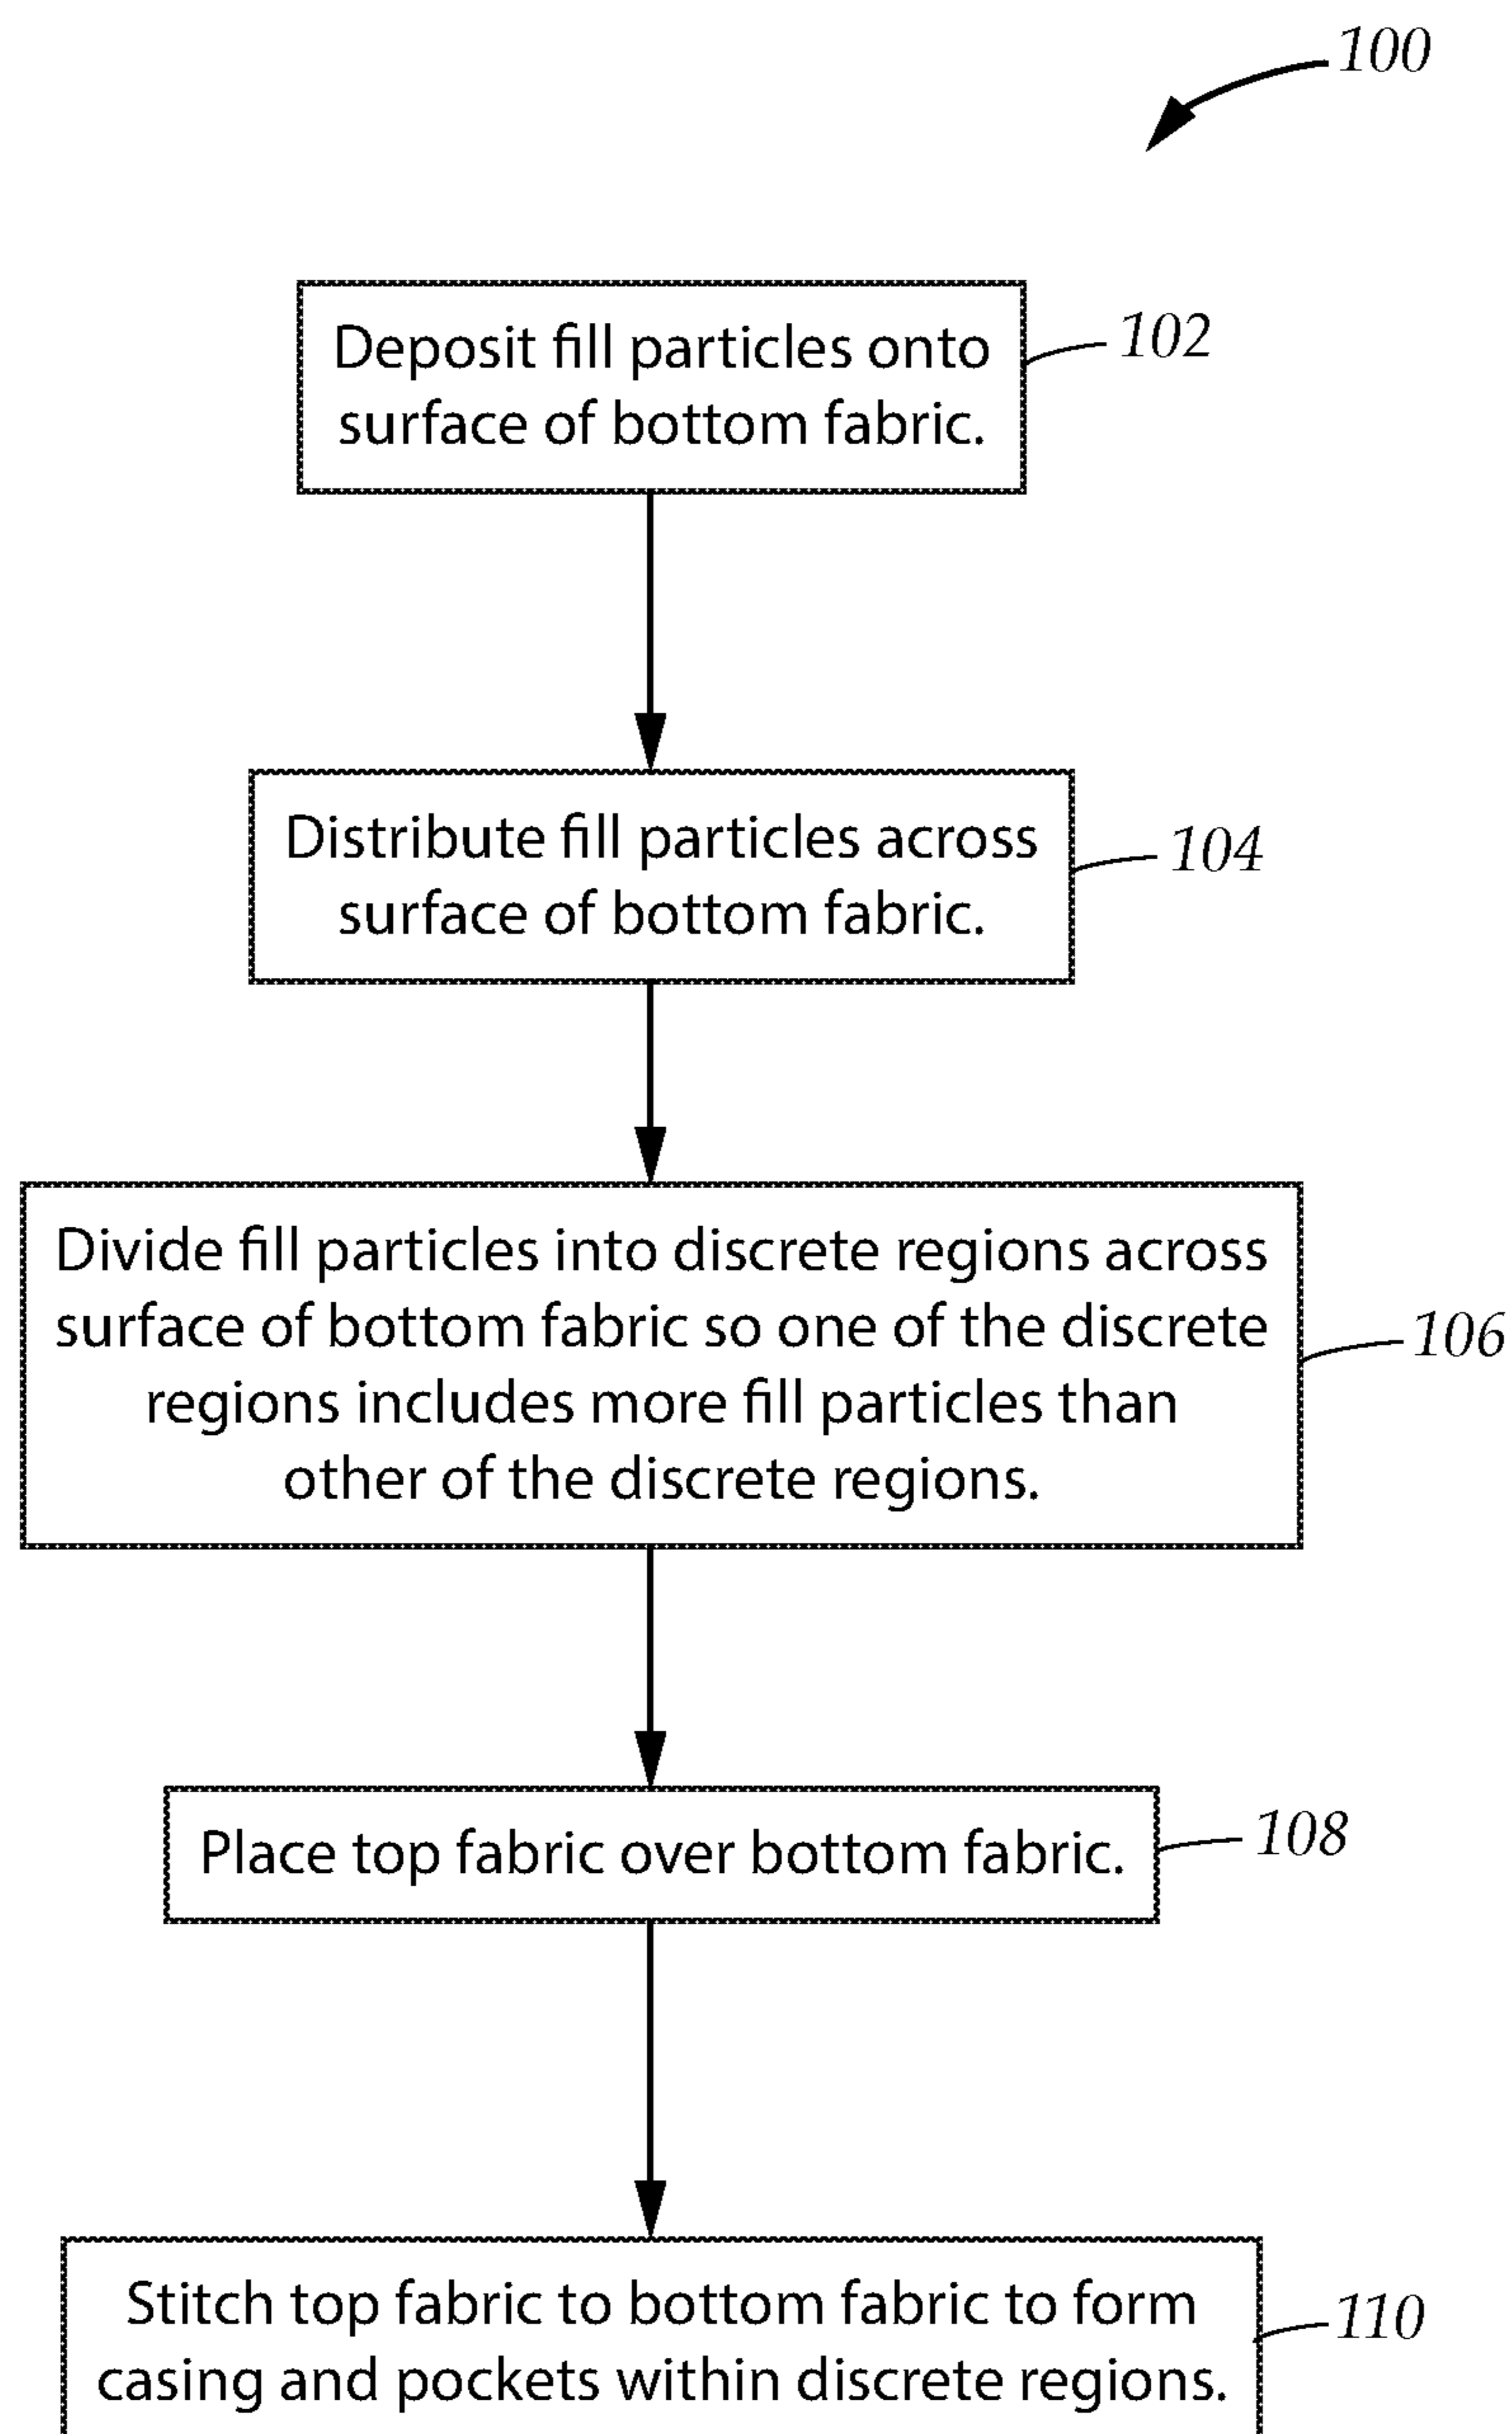 100
Deposit fill particles onto
surface of bottom fabric.
102
Distribute fill particles across
surface of bottom fabric.
104
Divide fill particles into discrete regions across
surface of bottom fabric so one of the discrete
regions includes more fill particles than
other of the discrete regions.
106
Place top fabric over bottom fabric.
108
Stitch top fabric to bottom fabric to form
casing and pockets within discrete regions.
110